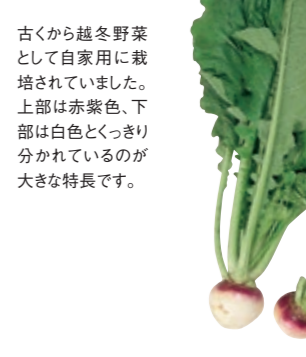 古くから越冬野菜
として自家用に栽
培されていました。
上部は赤紫色、下
部は白色とくっきり
分かれているのが
大きな特長です。